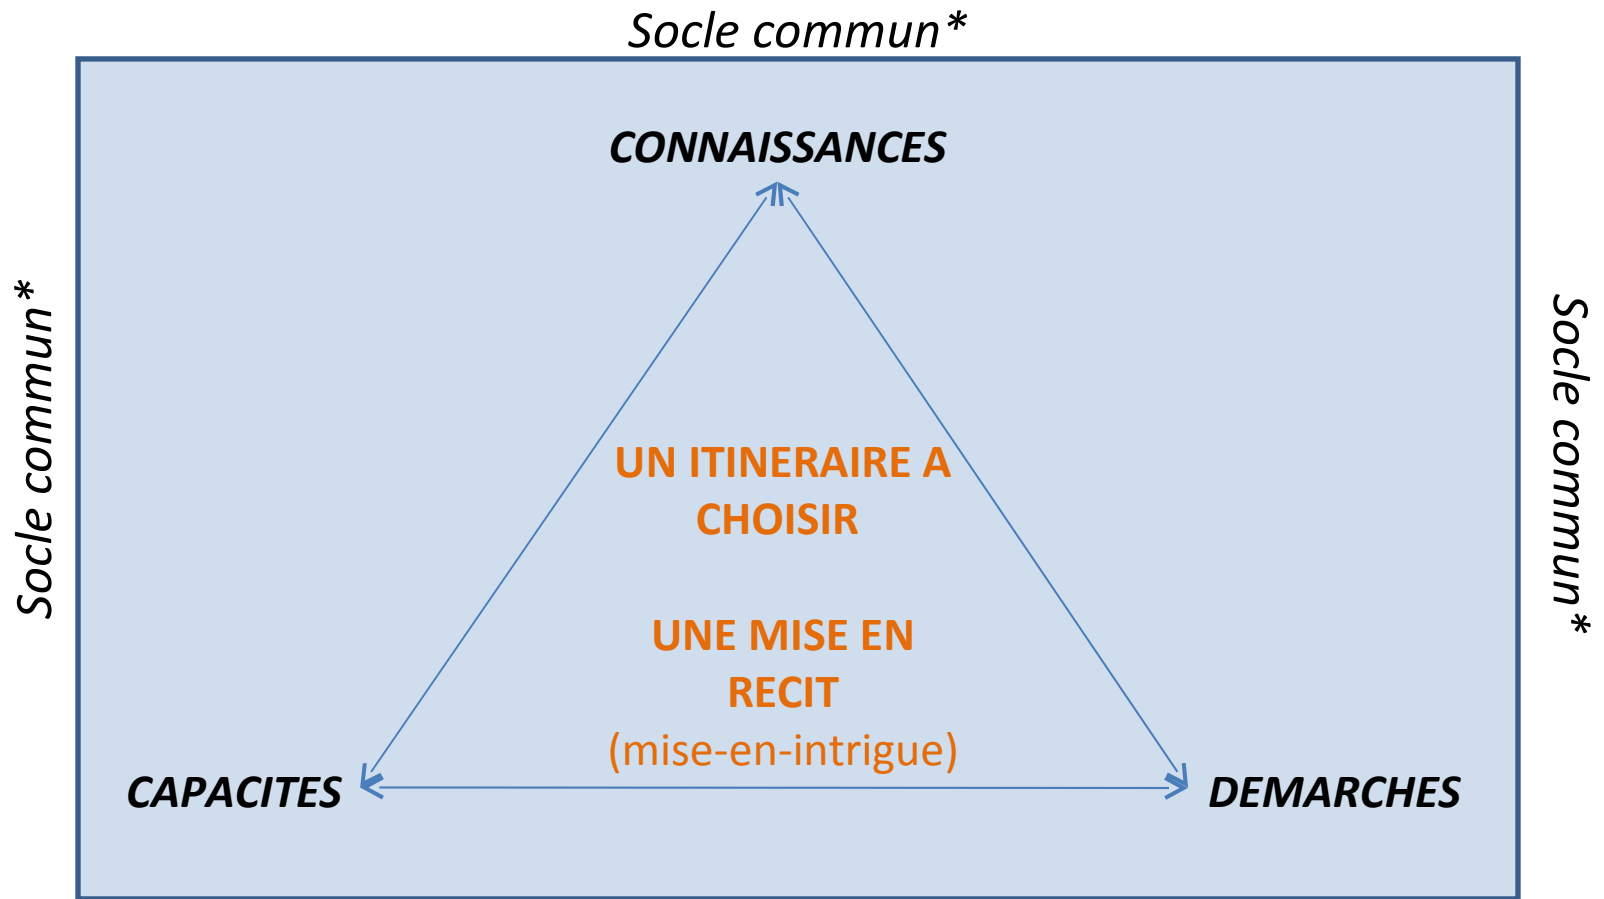 Socle commun*
CONNAISSANCES
Socle commun*
Socle commun*
UN ITINERAIRE A
CHOISIR
UNE MISE EN
RECIT
(mise-en-intrigue)
CAPACITES
DEMARCHES